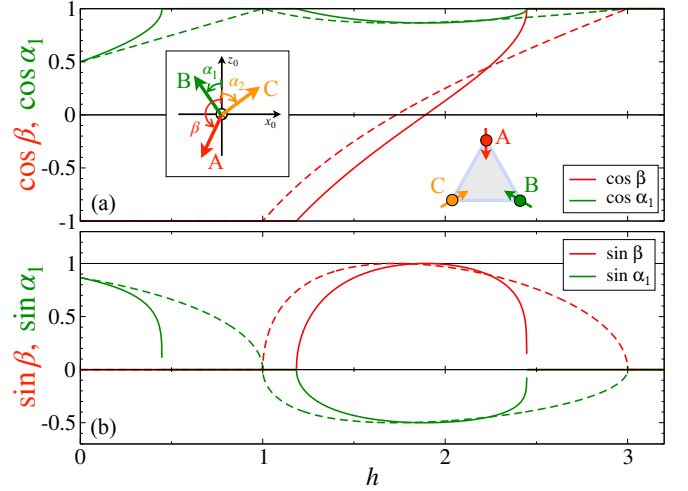 cos β, cos α₁
1
0.5
0
-0.5
-1
(a)
z₀
B
α₁
α₂
C
β
x₀
A
A
C
B
cos β
cos α₁
sin β, sin α₁
1
0.5
0
-0.5
(b)
sin β
sin α₁
0
1
2
3
h